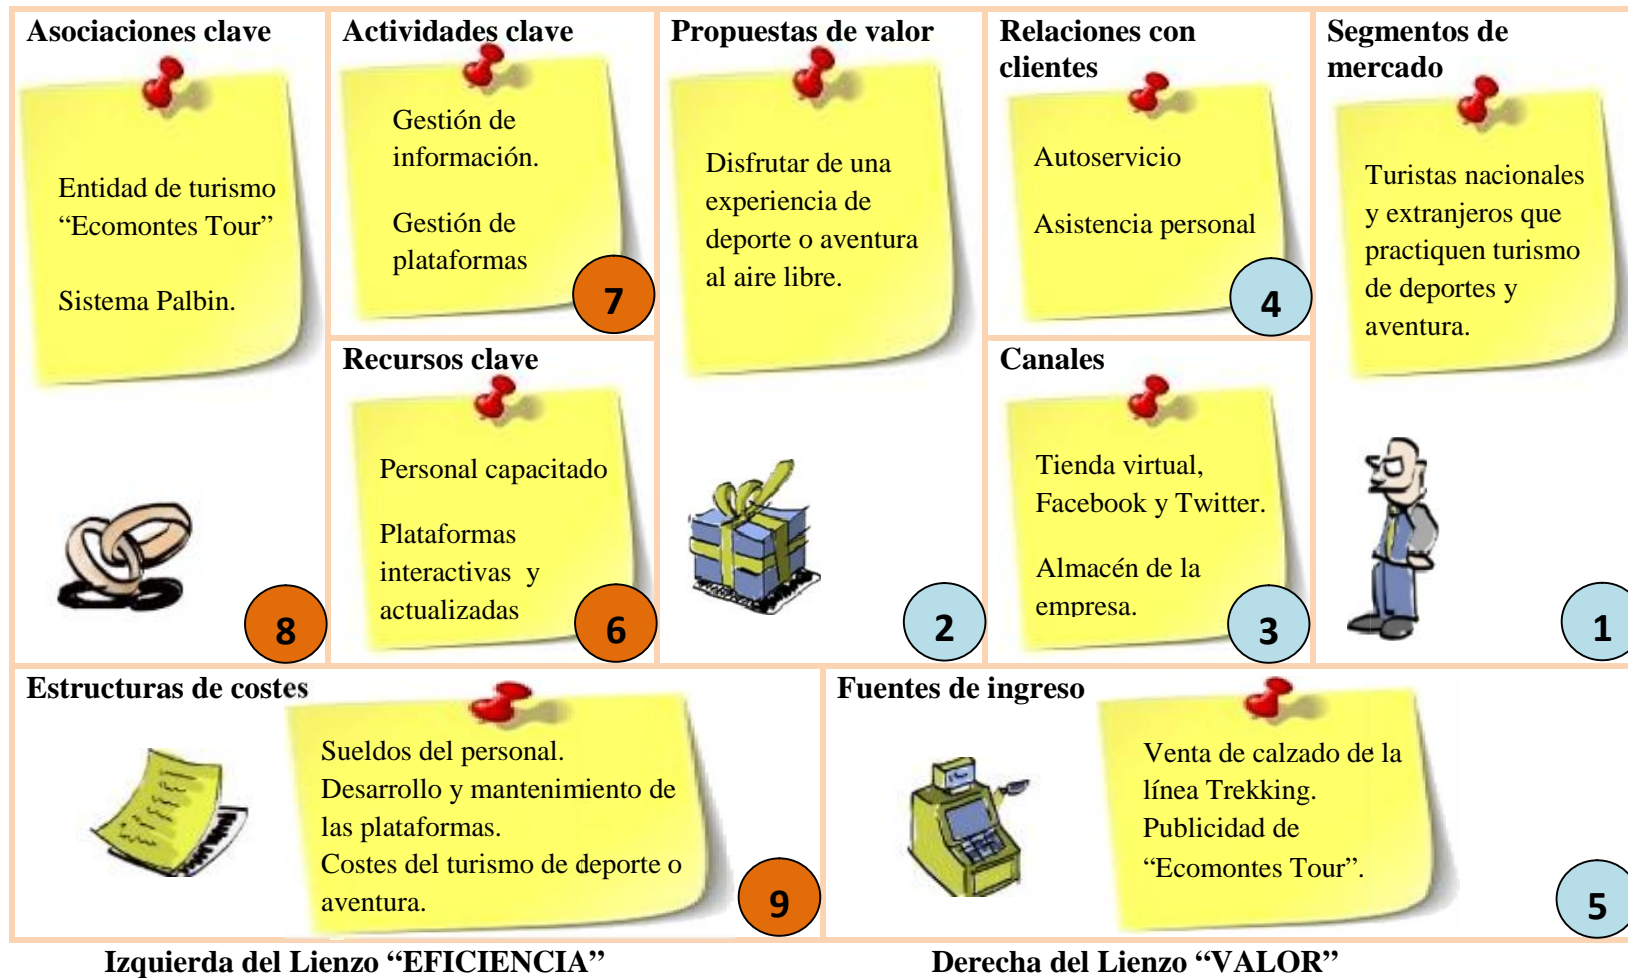 Asociaciones clave
Entidad de turismo
“Ecomontes Tour”
Sistema Palbin.
8
Actividades clave
Gestión de
información.
Gestión de
plataformas
7
Recursos clave
Personal capacitado
Plataformas
interactivas y
actualizadas
6
Propuestas de valor
Disfrutar de una
experiencia de
deporte o aventura
al aire libre.
2
Relaciones con
clientes
Autoservicio
Asistencia personal
4
Canales
Tienda virtual,
Facebook y Twitter.
Almacén de la
empresa.
3
Segmentos de
mercado
Turistas nacionales
y extranjeros que
practiquen turismo
de deportes y
aventura.
1
Estructuras de costes
Sueldos del personal.
Desarrollo y mantenimiento de
las plataformas.
Costes del turismo de deporte o
aventura.
9
Fuentes de ingreso
Venta de calzado de la
línea Trekking.
Publicidad de
“Ecomontes Tour”.
5
Izquierda del Lienzo “EFICIENCIA”
Derecha del Lienzo “VALOR”